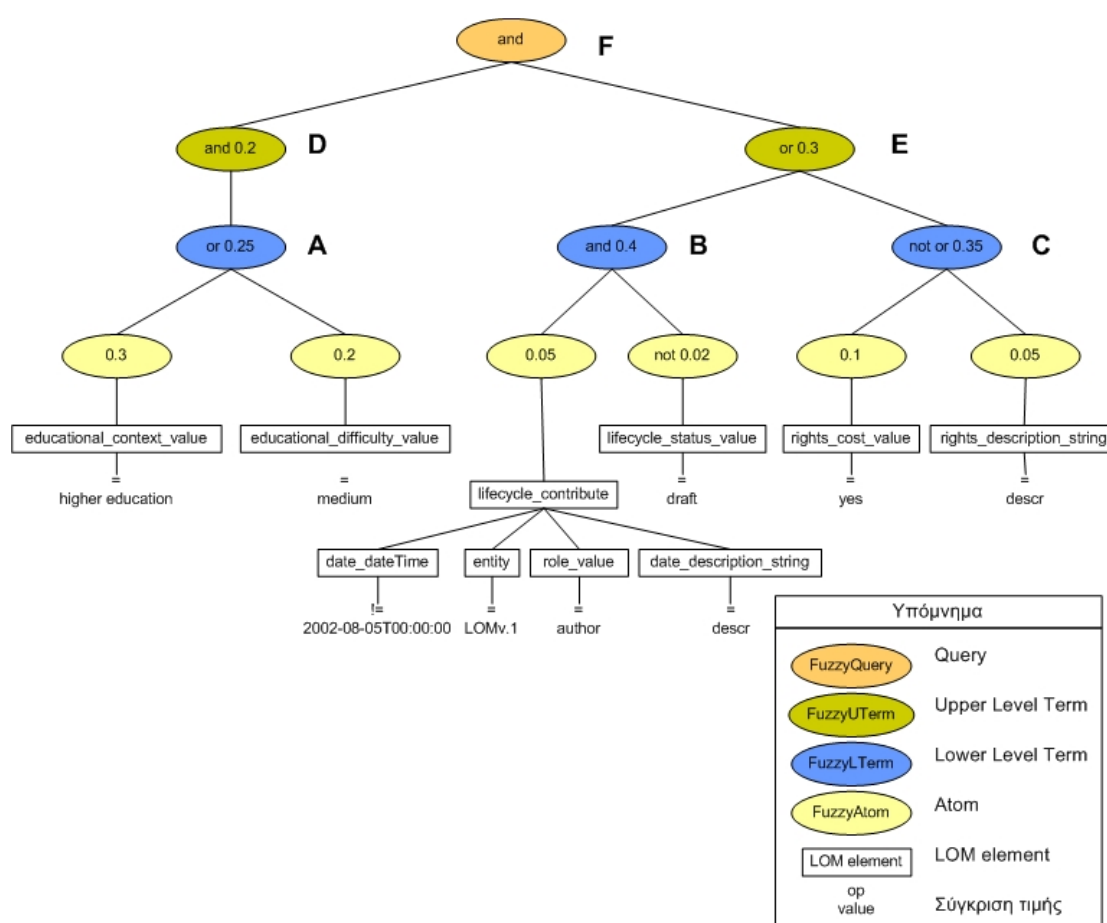 and
F
and 0.2
D
or 0.3
E
or 0.25
A
and 0.4
B
not or 0.35
C
0.3
0.2
0.05
not 0.02
0.1
0.05
educational_context_value
educational_difficulty_value
lifecycle_status_value
rights_cost_value
rights_description_string
=
higher education
=
medium
=
draft
=
yes
=
descr
lifecycle_contribute
date_dateTime
entity
role_value
date_description_string
!=
2002-08-05T00:00:00
=
LOMv.1
=
author
=
descr
Υπόμνημα
FuzzyQuery
Query
FuzzyUTerm
Upper Level Term
FuzzyLTerm
Lower Level Term
FuzzyAtom
Atom
LOM element
LOM element
op
value
Σύγκριση τιμής